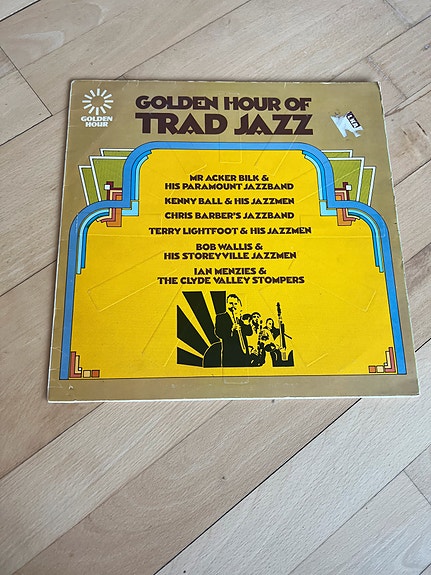 GOLDEN HOUR OF
TRAD JAZZ
GOLDEN
HOUR
MR ACKER BILK &
HIS PARAMOUNT JAZZBAND
KENNY BALL & HIS JAZZMEN
CHRIS BARBER'S JAZZBAND
TERRY LIGHTFOOT & HIS JAZZMEN
BOB WALLIS &
HIS STOREYVILLE JAZZMEN
IAN MENZIES &
THE CLYDE VALLEY STOMPERS